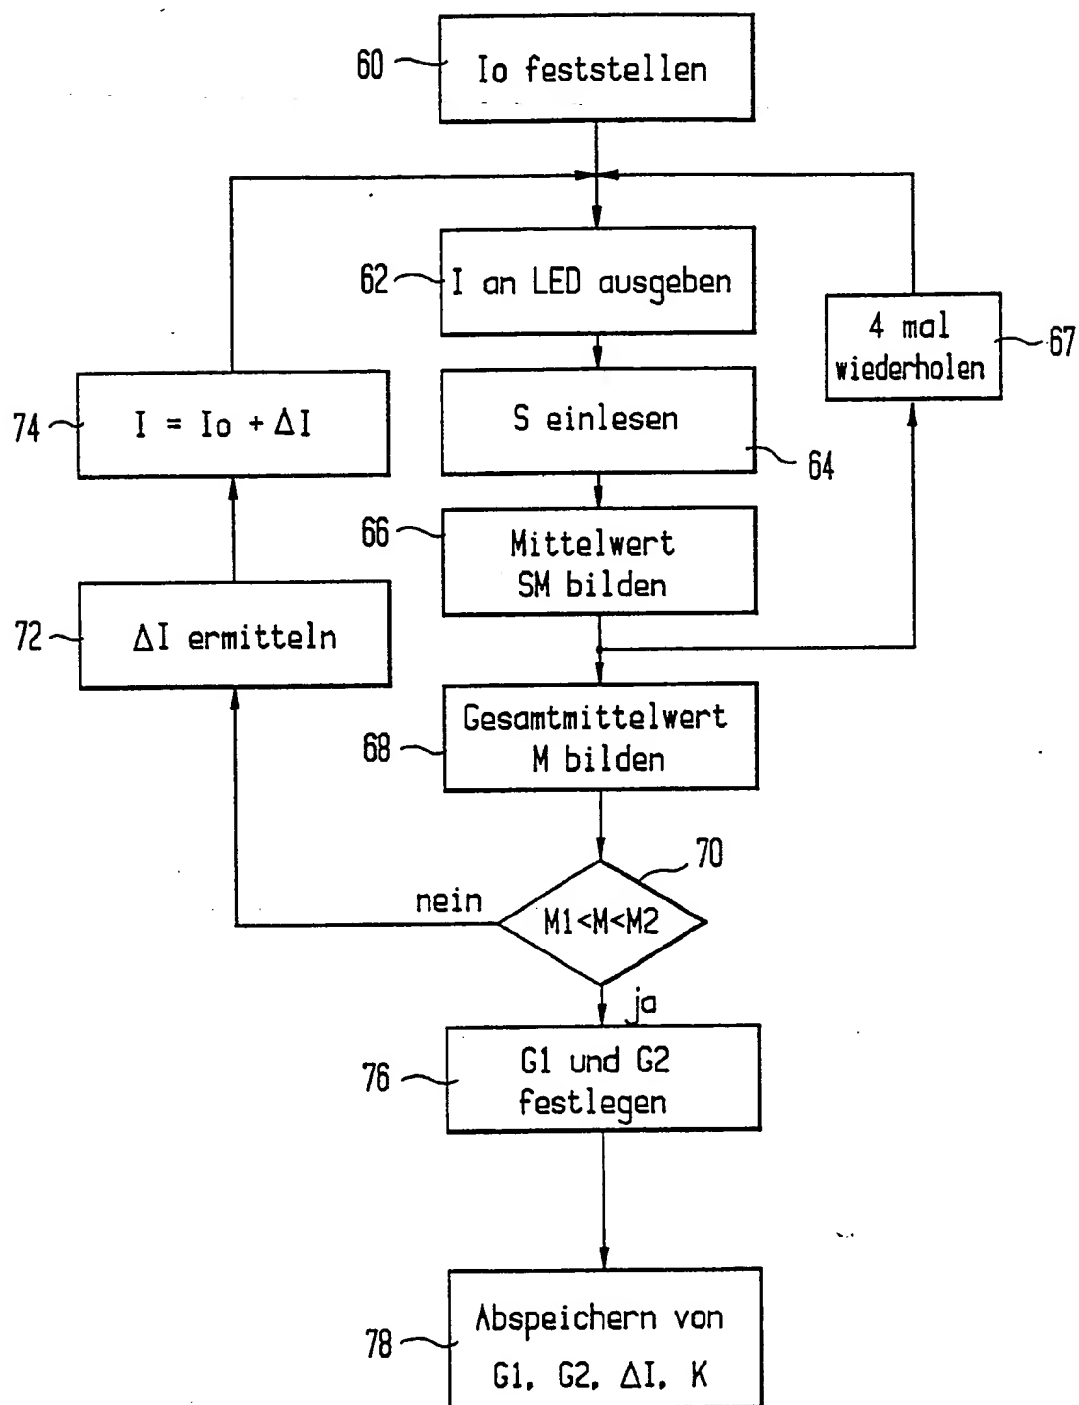 60
Io feststellen
62
I an LED ausgeben
4 mal
wiederholen
67
74
I = Io + ΔI
S einlesen
64
66
Mittelwert
SM bilden
72
ΔI ermitteln
68
Gesamtmittelwert
M bilden
70
nein
M1<M<M2
ja
76
G1 und G2
festlegen
78
Abspeichern von
G1, G2, ΔI, K